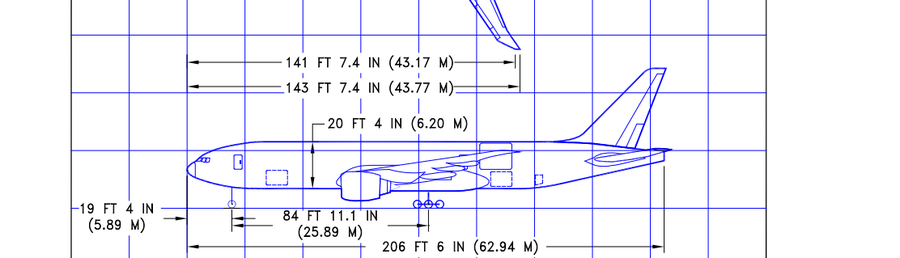 141 FT 7.4 IN (43.17 M)
143 FT 7.4 IN (43.77 M)
20 FT 4 IN (6.20 M)
19 FT 4 IN
(5.89 M)
84 FT 11.1 IN
(25.89 M)
206 FT 6 IN (62.94 M)